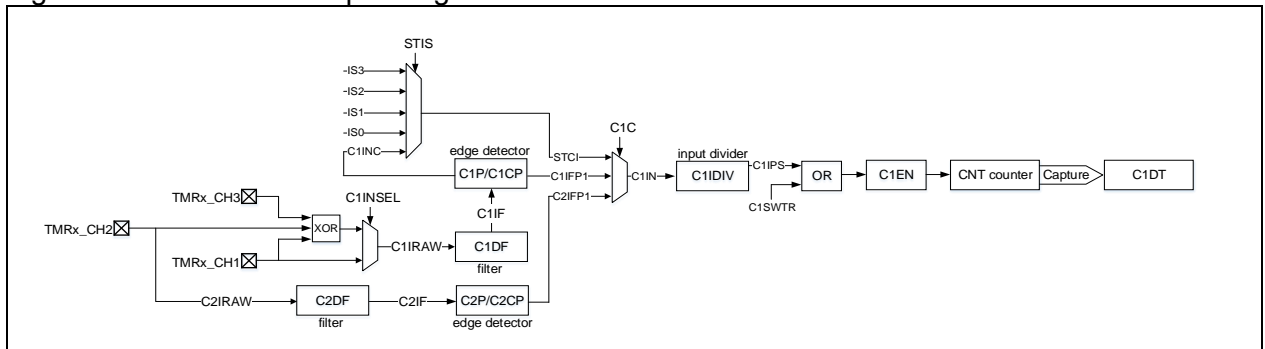 STIS
-IS3
-IS2
-IS1
-IS0
C1INC
edge detector
C1P/C1CP
STCI
C1IFP1
C2IFP1
C1C
C1IN
input divider
C1IDIV
C1IPS
C1SWTR
OR
C1EN
CNT counter
Capture
C1DT
TMRx_CH3
TMRx_CH2
TMRx_CH1
XOR
C1INSEL
C1IRAW
C1IF
C1DF
filter
C2IRAW
C2DF
filter
C2IF
C2P/C2CP
edge detector